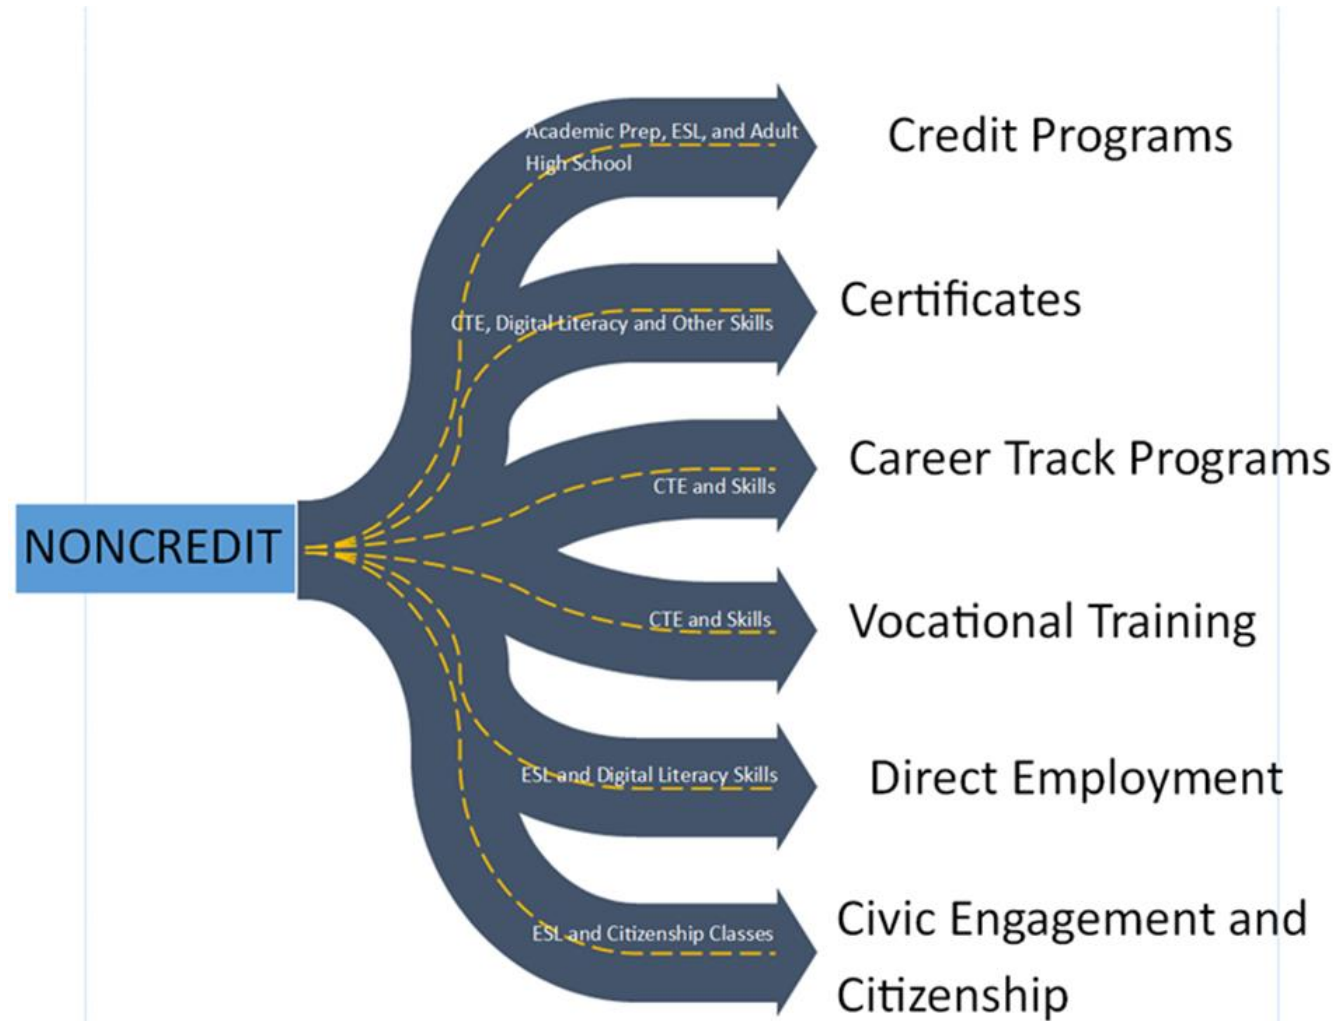 Academic Prep, ESL, and Adult
High School
Credit Programs
CTE, Digital Literacy and Other Skills
Certificates
CTE and Skills
Career Track Programs
NONCREDIT
CTE and Skills
Vocational Training
ESL and Digital Literacy Skills
Direct Employment
ESL and Citizenship Classes
Civic Engagement and
Citizenship